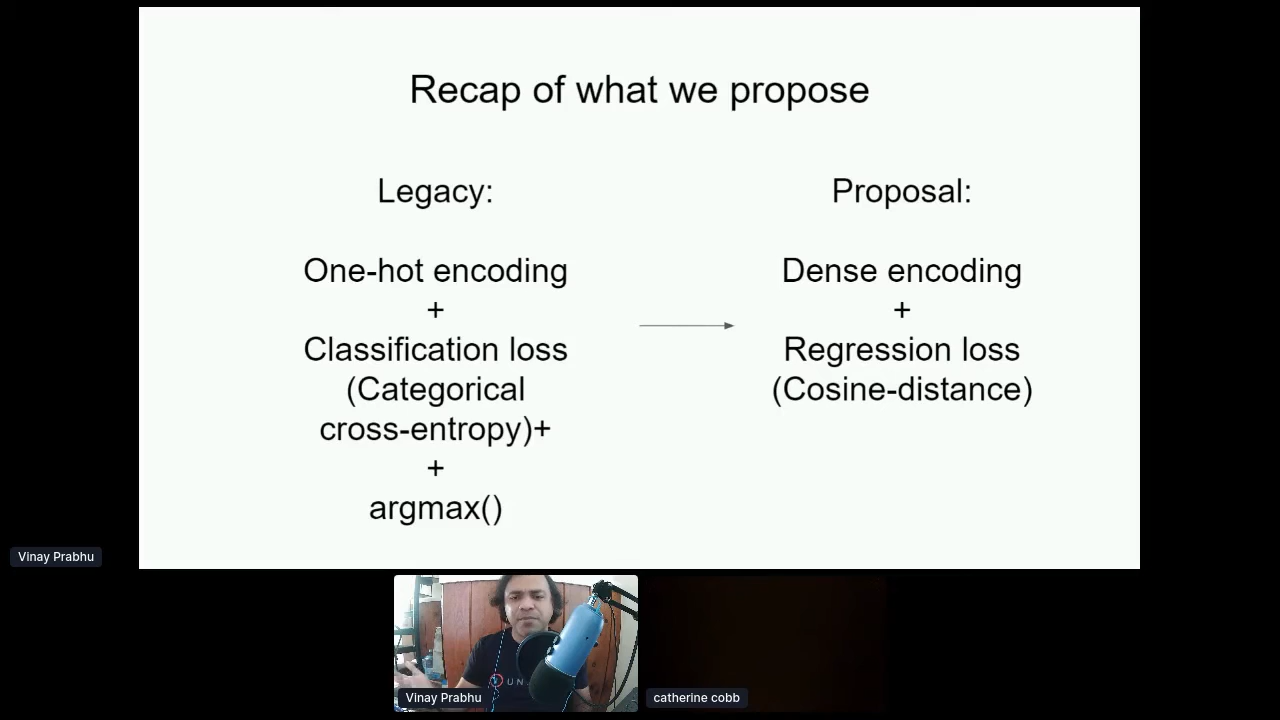 Recap of what we propose
Legacy:
One-hot encoding
+
Classification loss
(Categorical
cross-entropy)+
+
argmax()
Proposal:
Dense encoding
+
Regression loss
(Cosine-distance)
Vinay Prabhu
Vinay Prabhu
catherine cobb